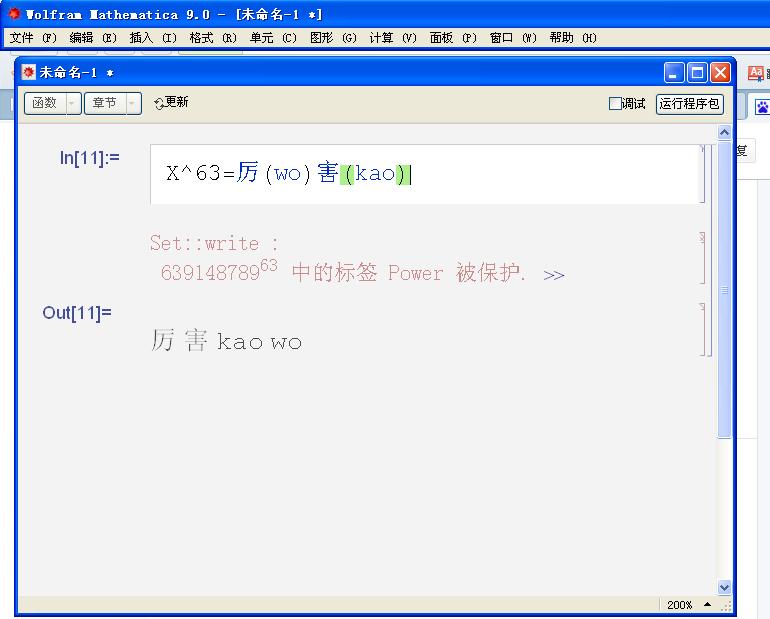 Wolfram Mathematica 9.0 - [未命名-1 *]
文件 (F) 编辑 (E) 插入 (I) 格式 (R) 单元 (C) 图形 (G) 计算 (V) 面板 (P) 窗口 (W) 帮助 (H)
未命名-1 *
函数 章节 更新 调试 运行程序包
Aa
复
In[11]:= X^63=厉(wo)害(kao)
Set::write :
639148789^63 中的标签 Power 被保护. >>
Out[11]=
厉 害 kao wo
200%